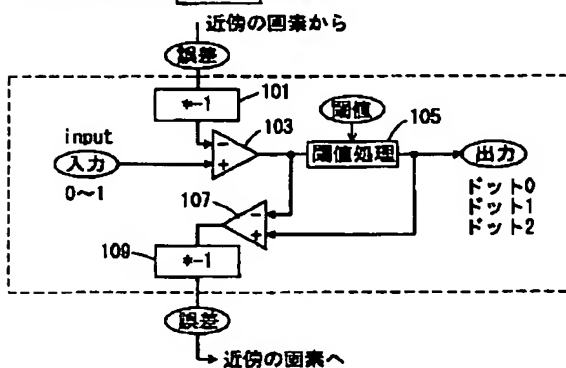 近傍の画素から
誤差
*-1
101
閾値
105
103
input
入力
0～1
-
+
閾値処理
出力
ドット0
ドット1
ドット2
107
-
+
109
*-1
誤差
近傍の画素へ